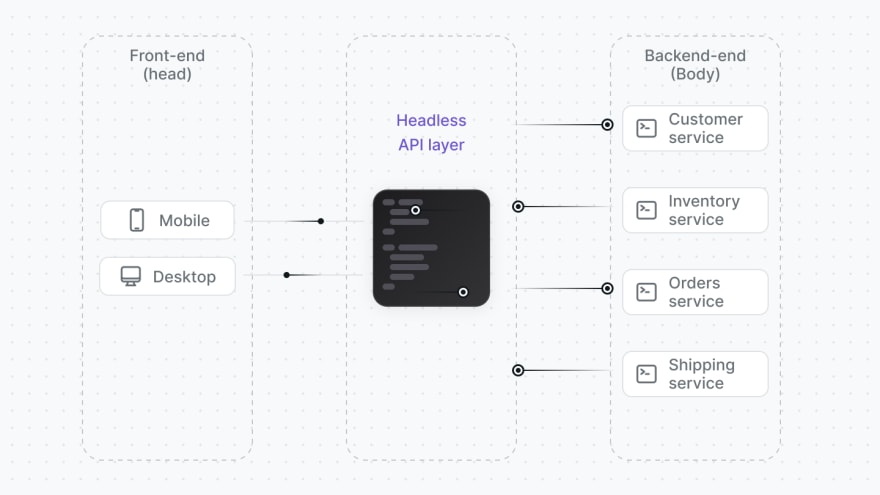 Front-end
(head)
Mobile
Desktop
Headless
API layer
Backend-end
(Body)
Customer
service
Inventory
service
Orders
service
Shipping
service